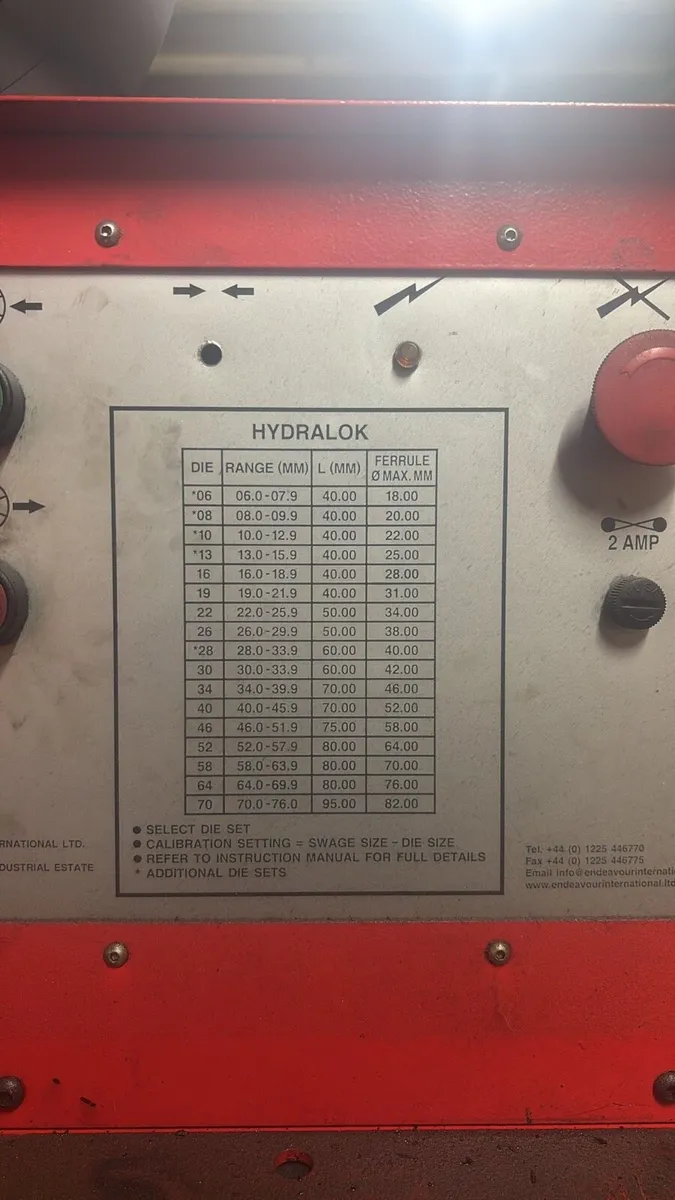 HYDRALOK
DIE RANGE (MM) L (MM) FERRULE Ø MAX. MM
*06 06.0-07.9 40.00 18.00
*08 08.0-09.9 40.00 20.00
*10 10.0-12.9 40.00 22.00
*13 13.0-15.9 40.00 25.00
16 16.0-18.9 40.00 28.00
19 19.0-21.9 40.00 31.00
22 22.0-25.9 50.00 34.00
26 26.0-29.9 50.00 38.00
*28 28.0-33.9 60.00 40.00
30 30.0-33.9 60.00 42.00
34 34.0-39.9 70.00 46.00
40 40.0-45.9 70.00 52.00
46 46.0-51.9 75.00 58.00
52 52.0-57.9 80.00 64.00
58 58.0-63.9 80.00 70.00
64 64.0-69.9 80.00 76.00
70 70.0-76.0 95.00 82.00
● SELECT DIE SET
● CALIBRATION SETTING = SWAGE SIZE - DIE SIZE
● REFER TO INSTRUCTION MANUAL FOR FULL DETAILS
* ADDITIONAL DIE SETS
2 AMP
RNATIONAL LTD.
DUSTRIAL ESTATE
Tel. +44 (0) 1225 446770
Fax +44 (0) 1225 446775
Email info@endeavourinternati
www.endeavourinternational.ltd